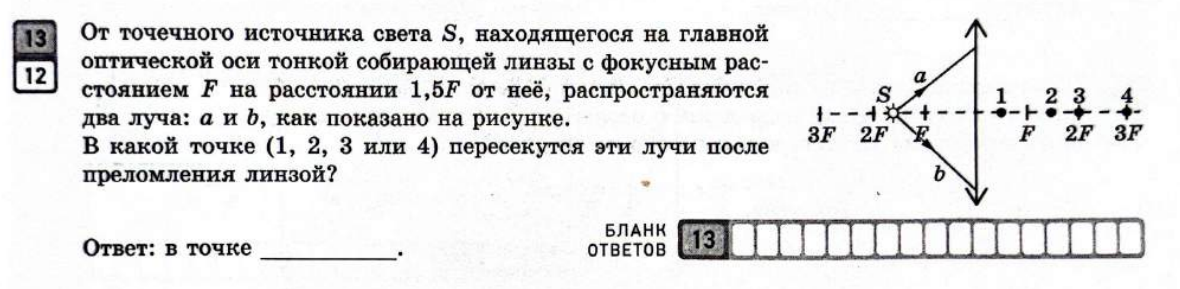 13
12
От точечного источника света S, находящегося на главной
оптической оси тонкой собирающей линзы с фокусным рас-
стоянием F на расстоянии 1,5F от неё, распространяются
два луча: a и b, как показано на рисунке.
В какой точке (1, 2, 3 или 4) пересекутся эти лучи после
преломления линзой?
Ответ: в точке ____________.
a
S 1 2 3 4
3F 2F F F 2F 3F
b
БЛАНК
ОТВЕТОВ
13